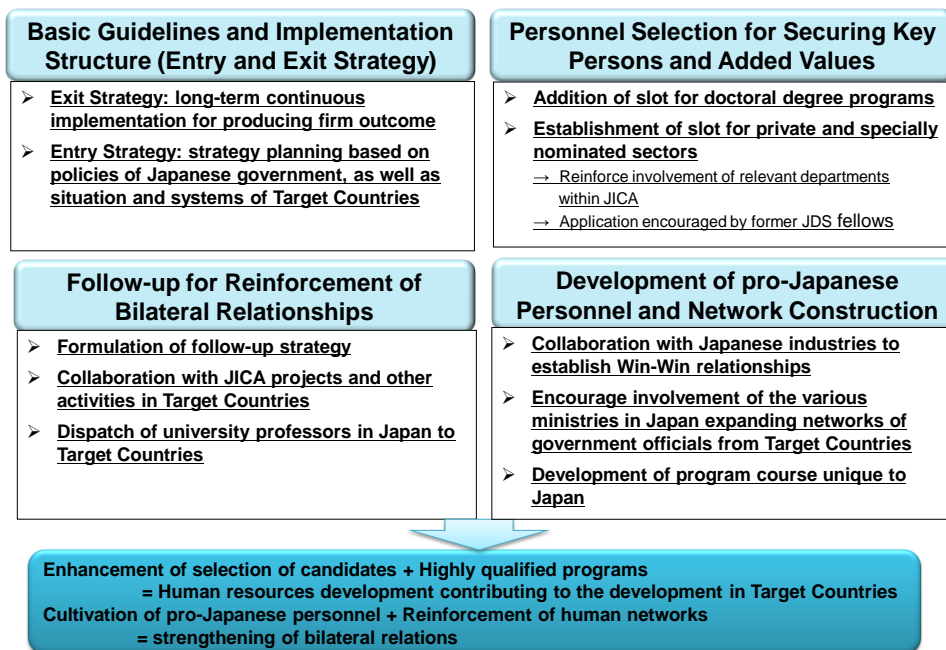 Basic Guidelines and Implementation
Structure (Entry and Exit Strategy)
➢ Exit Strategy: long-term continuous
implementation for producing firm outcome
➢ Entry Strategy: strategy planning based on
policies of Japanese government, as well as
situation and systems of Target Countries
Personnel Selection for Securing Key
Persons and Added Values
➢ Addition of slot for doctoral degree programs
➢ Establishment of slot for private and specially
nominated sectors
→ Reinforce involvement of relevant departments
within JICA
→ Application encouraged by former JDS fellows
Follow-up for Reinforcement of
Bilateral Relationships
➢ Formulation of follow-up strategy
➢ Collaboration with JICA projects and other
activities in Target Countries
➢ Dispatch of university professors in Japan to
Target Countries
Development of pro-Japanese
Personnel and Network Construction
➢ Collaboration with Japanese industries to
establish Win-Win relationships
➢ Encourage involvement of the various
ministries in Japan expanding networks of
government officials from Target Countries
➢ Development of program course unique to
Japan
Enhancement of selection of candidates + Highly qualified programs
= Human resources development contributing to the development in Target Countries
Cultivation of pro-Japanese personnel + Reinforcement of human networks
= strengthening of bilateral relations